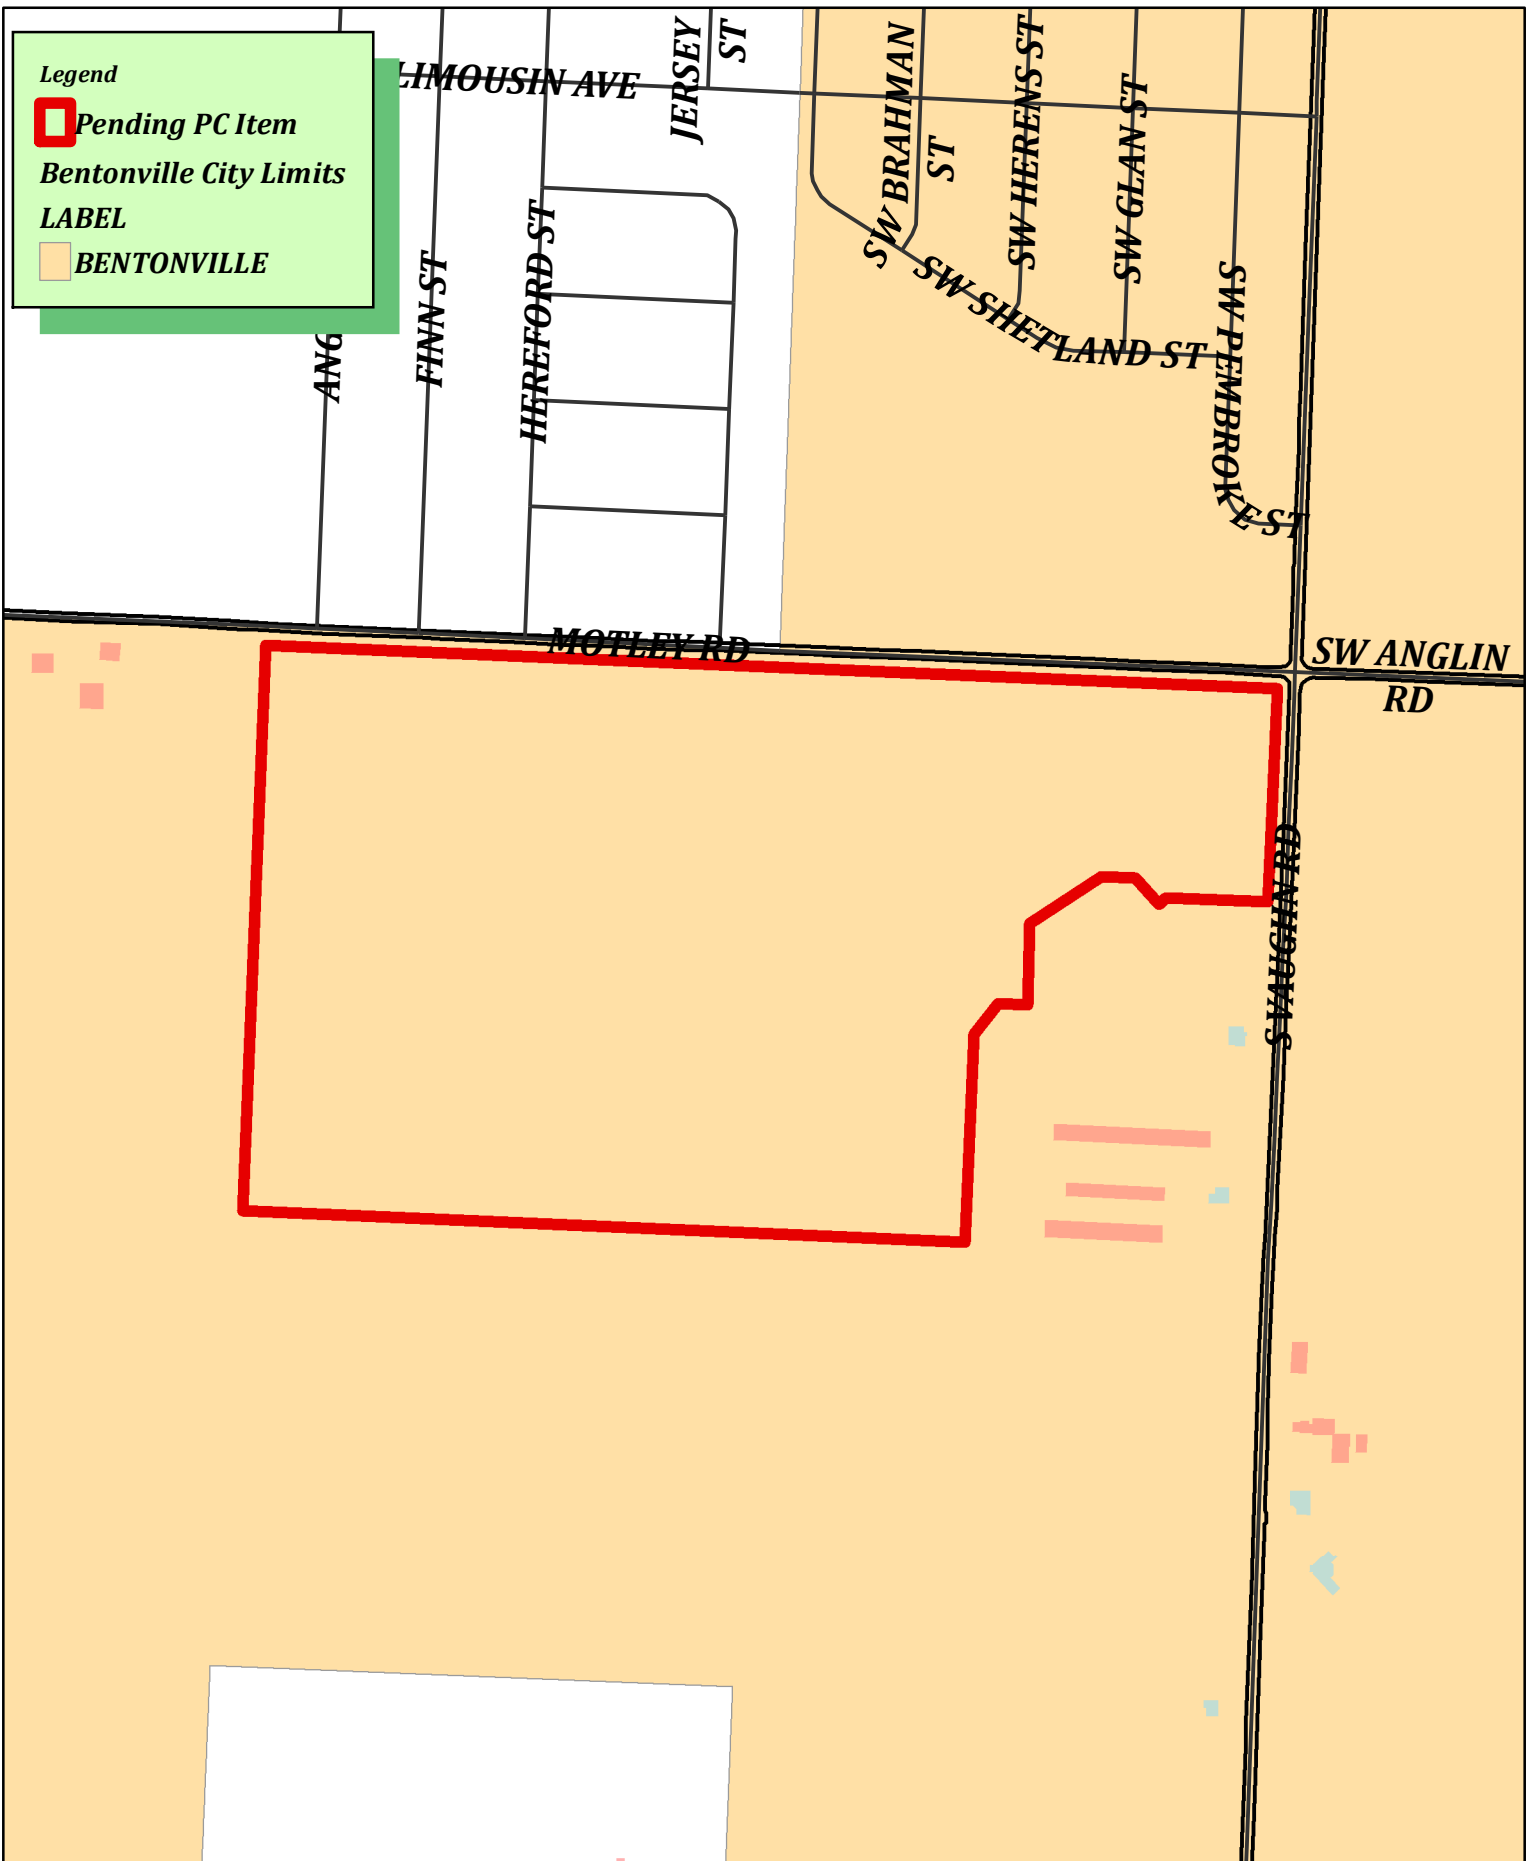 Legend
Pending PC Item
Bentonville City Limits
LABEL
BENTONVILLE
LIMOUSIN AVE
JERSEY
ST
FINN ST
HEREFORD ST
SW BRAHMAN
ST
SW HERENS ST
SW GLAN ST
SW SHETLAND ST
SW PEMBROKE ST
MOTLEY RD
SW ANGLIN
RD
S VAUGHN RD